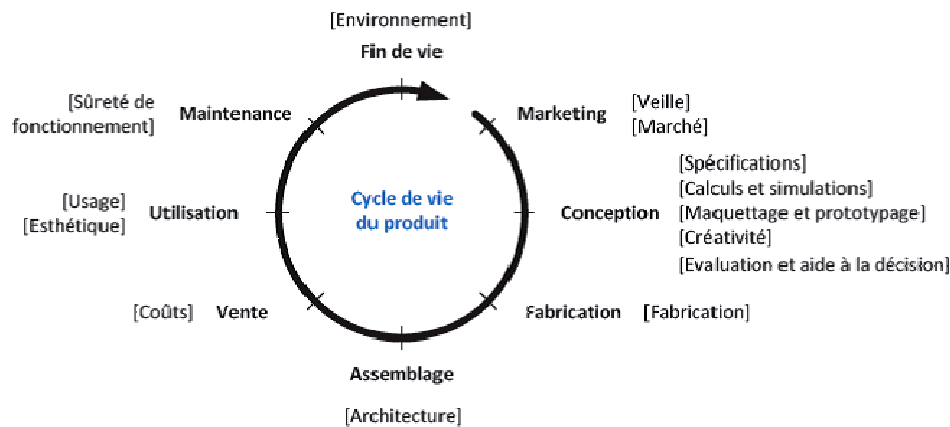 [Environnement]
Fin de vie
[Sûreté de
fonctionnement]
Maintenance
Marketing
[Veille]
[Marché]
[Usage]
[Esthétique]
Utilisation
Cycle de vie
du produit
Conception
[Spécifications]
[Calculs et simulations]
[Maquettage et prototypage]
[Créativité]
[Evaluation et aide à la décision]
[Coûts]
Vente
Fabrication
[Fabrication]
Assemblage
[Architecture]